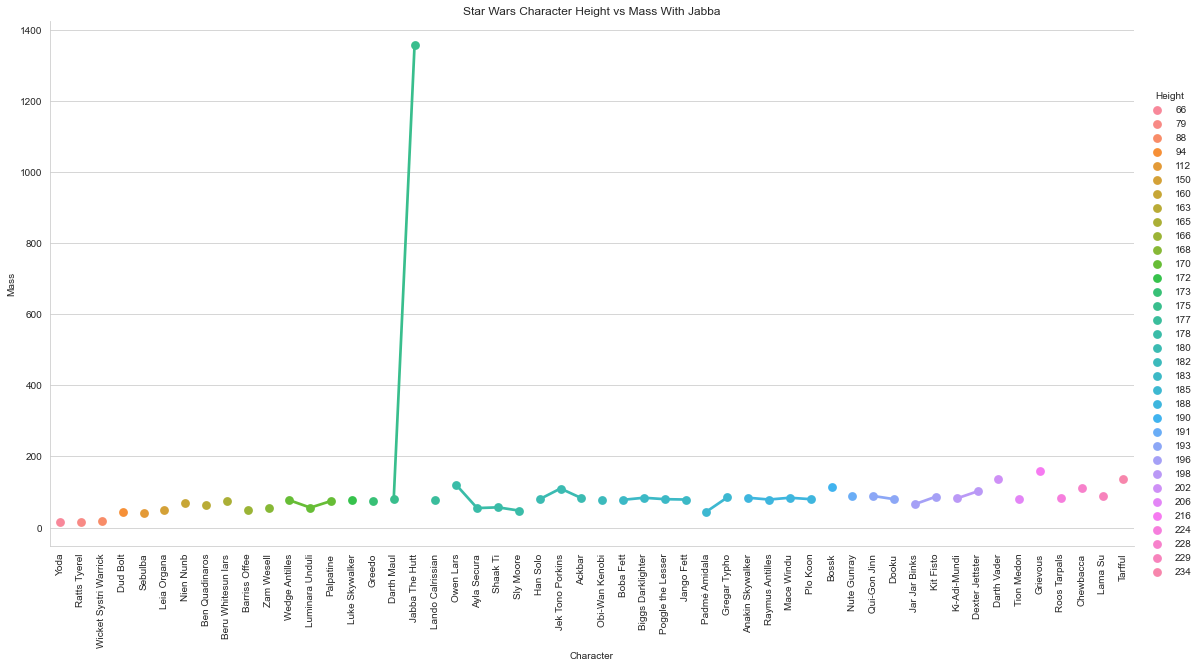 Star Wars Character Height vs Mass With Jabba
1400
1200
1000
800
600
400
200
0
Mass
Yoda
Ratts Tyerel
Wicket Systri Warrick
Dud Bolt
Sebulba
Leia Organa
Nien Nunb
Ben Quadinaros
Beru Whitesun lars
Barriss Offee
Zam Wesell
Wedge Antilles
Luminara Unduli
Palpatine
Luke Skywalker
Greedo
Darth Maul
Jabba The Hutt
Lando Calrissian
Owen Lars
Ayla Secura
Shaak Ti
Sly Moore
Han Solo
Jek Tono Porkins
Ackbar
Obi-Wan Kenobi
Boba Fett
Biggs Darklighter
Poggle the Lesser
Jango Fett
Padmé Amidala
Gregar Typho
Anakin Skywalker
Raymus Antilles
Mace Windu
Plo Koon
Bossk
Nute Gunray
Qui-Gon Jinn
Dooku
Jar Jar Binks
Kit Fisto
Ki-Adi-Mundi
Dexter Jettster
Darth Vader
Tion Medon
Grievous
Roos Tarpals
Chewbacca
Lama Su
Tarfful
Character
Height
66
79
88
94
112
150
160
163
165
166
168
170
172
173
175
177
178
180
182
183
185
188
190
191
193
196
198
202
206
216
224
228
229
234